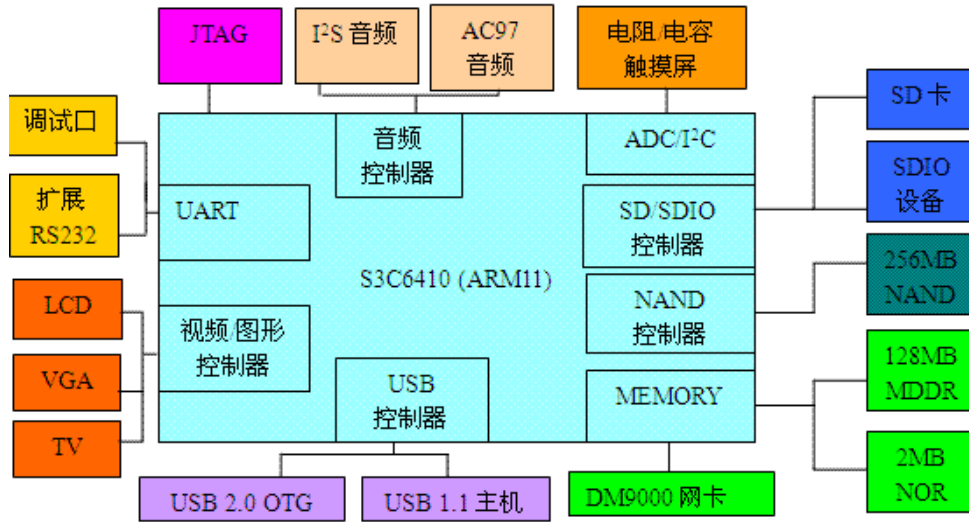 JTAG
I²S 音频
AC97
音频
电阻/电容
触摸屏
调试口
扩展
RS232
LCD
VGA
TV
音频
控制器
UART
视频/图形
控制器
USB
控制器
S3C6410 (ARM11)
ADC/I²C
SD/SDIO
控制器
NAND
控制器
MEMORY
SD 卡
SDIO
设备
256MB
NAND
128MB
MDDR
2MB
NOR
USB 2.0 OTG
USB 1.1 主机
DM9000 网卡